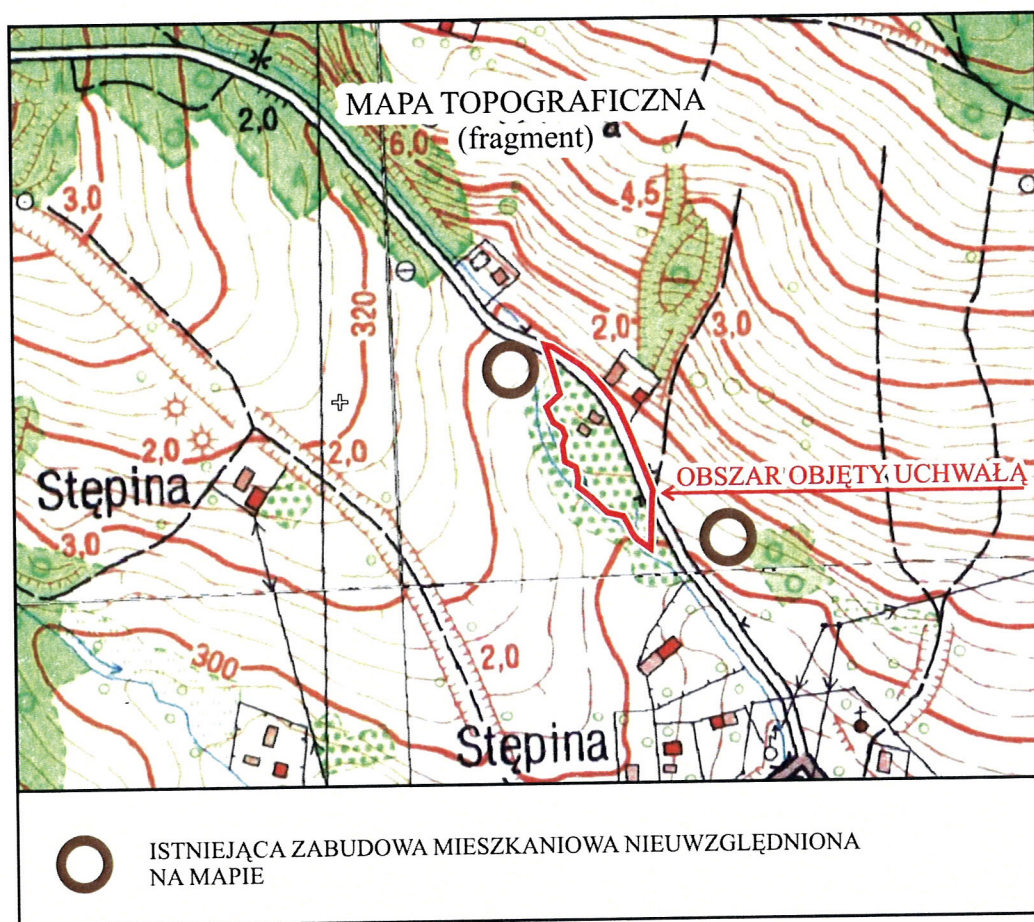 MAPA TOPOGRAFICZNA
(fragment)
a
2,0
6,0
4,5
3,0
320
2,0
3,0
OBSZAR OBJĘTY UCHWAŁĄ
2,0
2,0
Stępina
3,0
300
2,0
Stępina
ISTNIEJĄCA ZABUDOWA MIESZKANIOWA NIEUWZGLĘDNIONA
NA MAPIE